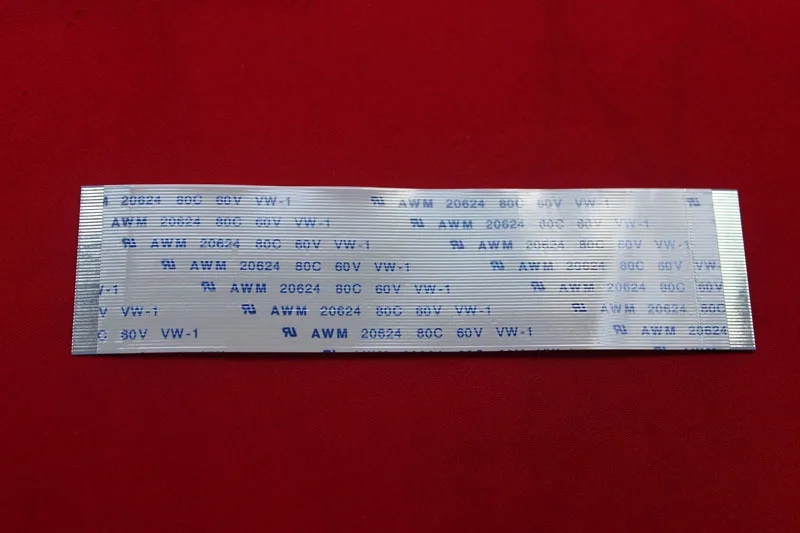 20624 80C 60V VW-1 AWM 20624 80C 60V VW-1
AWM 20624 80C 60V VW-1 AWM 20624 80C 60V VW-1
AWM 20624 80C 60V VW-1 AWM 20624 80C 60V VW-1
AWM 20624 80C 60V VW-1 AWM 20624 80C 60V VW-
-1 AWM 20624 80C 60V VW-1 AWM 20624 80C 60V
V VW-1 AWM 20624 80C 60V VW-1 AWM 20624 80C
C 60V VW-1 AWM 20624 80C 60V VW-1 AWM 20624